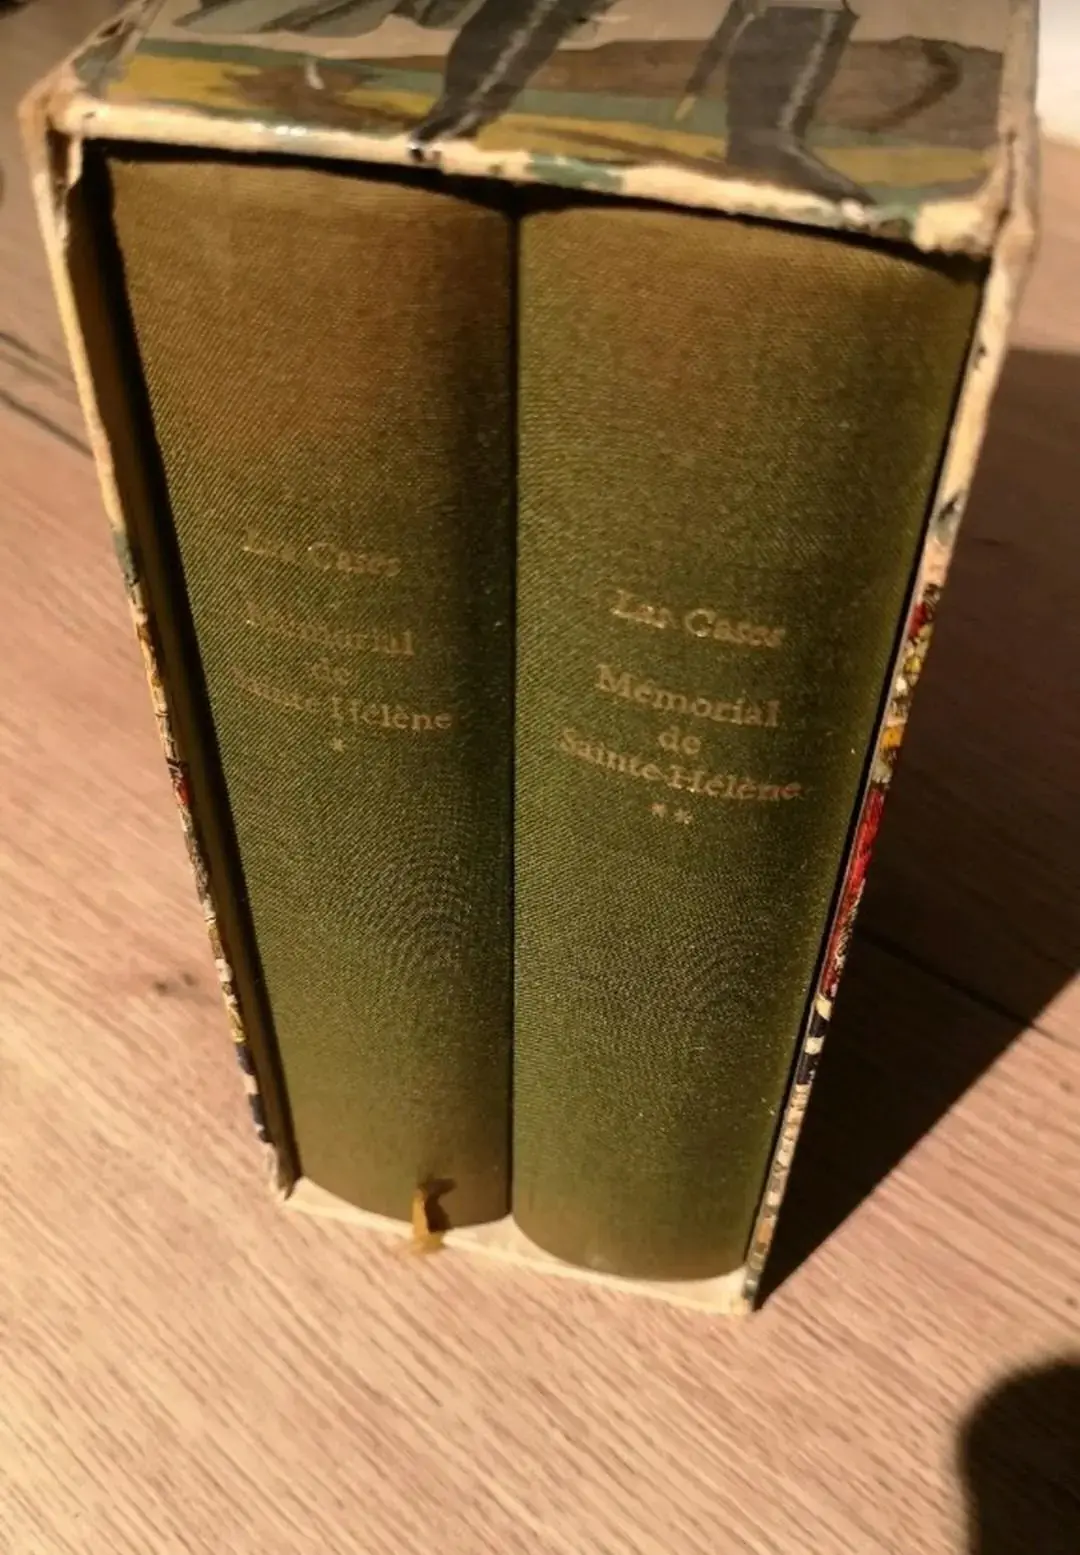 Las Cases
Mémorial
de
Sainte-Hélène
*
Las Cases
Mémorial
de
Sainte-Hélène
**